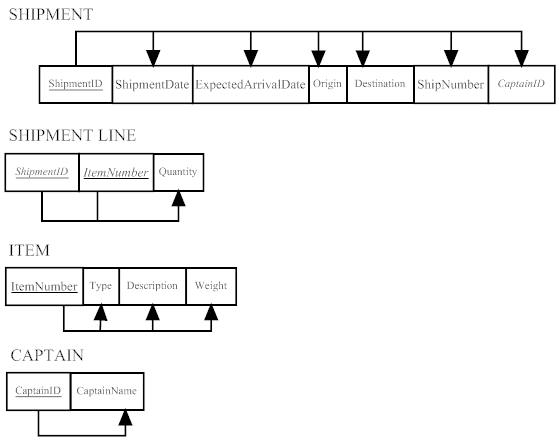 SHIPMENT
ShipmentID ShipmentDate ExpectedArrivalDate Origin Destination ShipNumber CaptainID
SHIPMENT LINE
ShipmentID ItemNumber Quantity
ITEM
ItemNumber Type Description Weight
CAPTAIN
CaptainID CaptainName